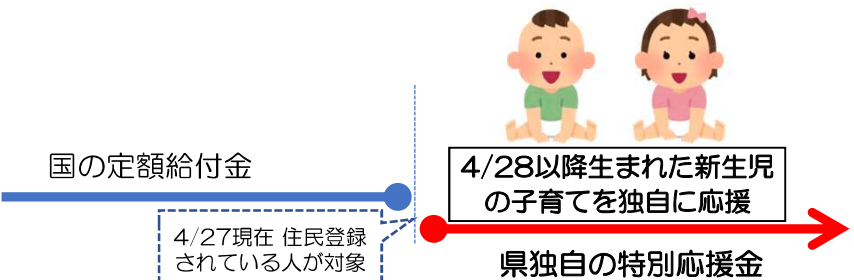 国の定額給付金
4/28以降生まれた新生児
の子育てを独自に応援
4/27現在 住民登録
されている人が対象
県独自の特別応援金